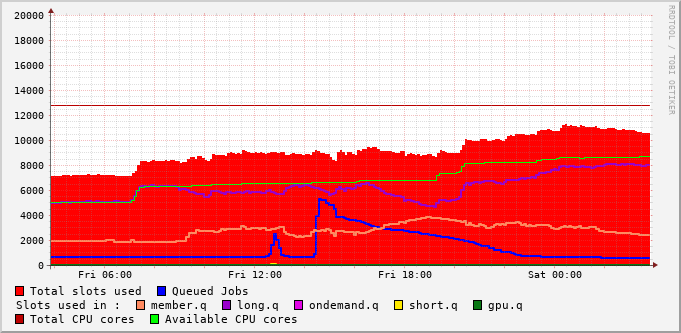 RRDTOOL / TOBI OETIKER
20000
18000
16000
14000
12000
10000
8000
6000
4000
2000
0
Fri 06:00 Fri 12:00 Fri 18:00 Sat 00:00
Total slots used Queued Jobs
Slots used in : member.q long.q ondemand.q short.q gpu.q
Total CPU cores Available CPU cores